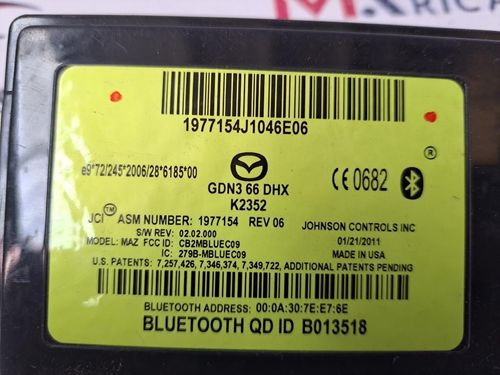 1977154J1046E06
e9*72/245*2006/28*6185*00
GDN3 66 DHX
K2352
CE 0682
®
JCI™ ASM NUMBER: 1977154 REV 06
S/W REV: 02.02.000
MODEL: MAZ FCC ID: CB2MBLUEC09
IC: 279B-MBLUEC09
JOHNSON CONTROLS INC
01/21/2011
MADE IN USA
U.S. PATENTS: 7,257,426, 7,346,374, 7,349,722, ADDITIONAL PATENTS PENDING
BLUETOOTH ADDRESS: 00:0A:30:7E:E7:6E
BLUETOOTH QD ID B013518